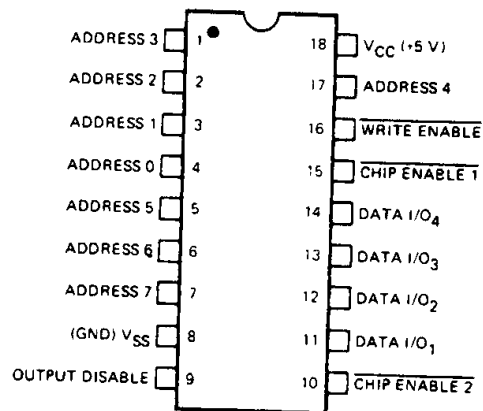 ADDRESS 3 1 18 VCC (+5 V)
ADDRESS 2 2 17 ADDRESS 4
ADDRESS 1 3 16 WRITE ENABLE
ADDRESS 0 4 15 CHIP ENABLE 1
ADDRESS 5 5 14 DATA I/O4
ADDRESS 6 6 13 DATA I/O3
ADDRESS 7 7 12 DATA I/O2
(GND) VSS 8 11 DATA I/O1
OUTPUT DISABLE 9 10 CHIP ENABLE 2